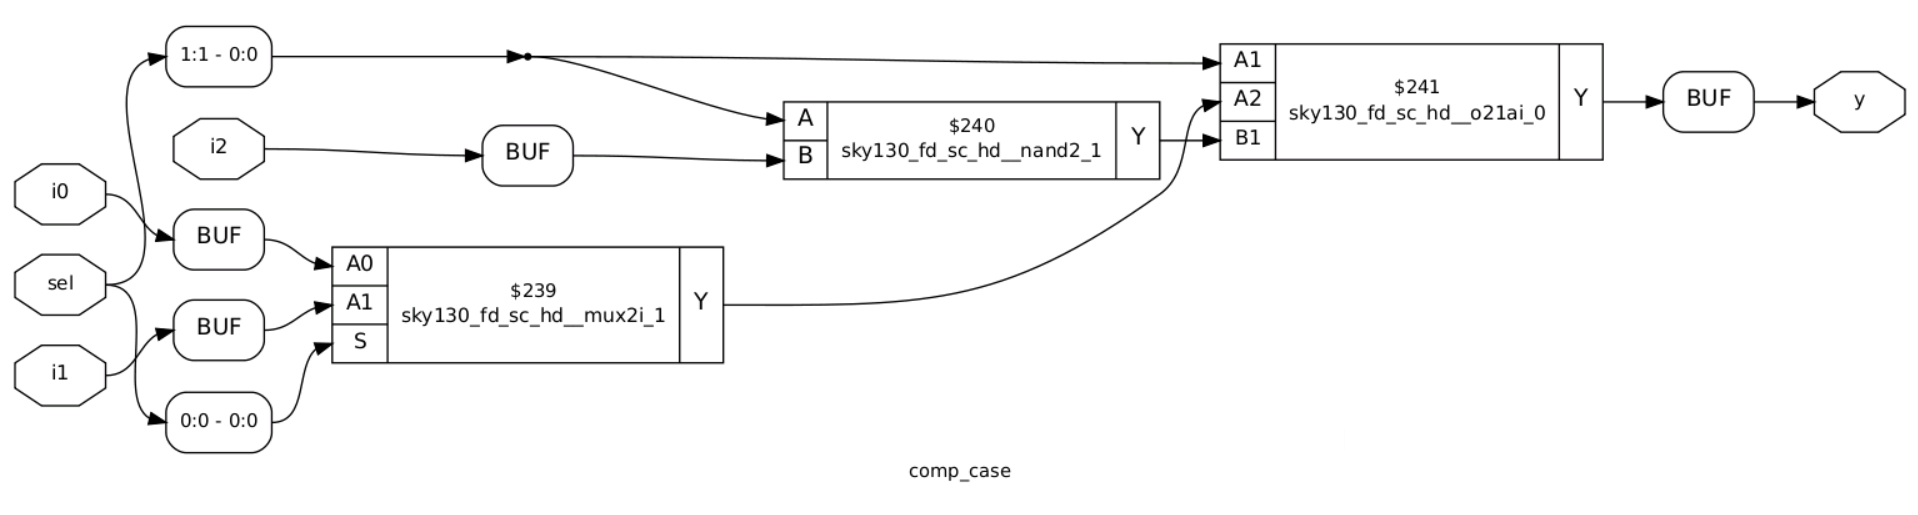 1:1 - 0:0
i2
BUF
i0
BUF
sel
BUF
i1
0:0 - 0:0
A0
A1
S
$239
sky130_fd_sc_hd__mux2i_1
Y
A
B
$240
sky130_fd_sc_hd__nand2_1
Y
A1
A2
B1
$241
sky130_fd_sc_hd__o21ai_0
Y
BUF
y
comp_case